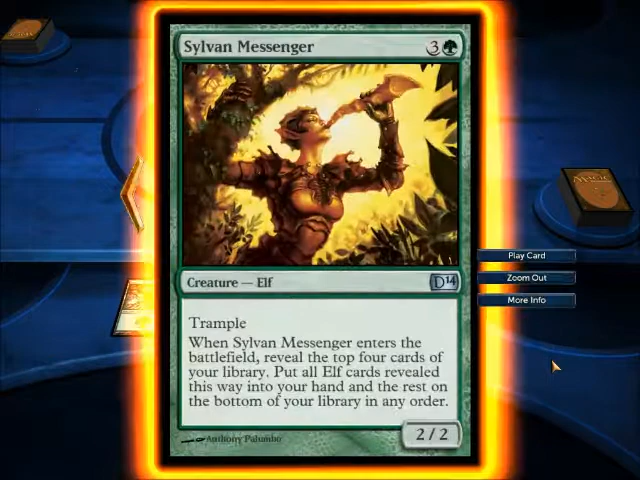 Sylvan Messenger
3
Creature — Elf
D14
Trample
When Sylvan Messenger enters the
battlefield, reveal the top four cards of
your library. Put all Elf cards revealed
this way into your hand and the rest on
the bottom of your library in any order.
Anthony Palumbo
2 / 2
Play Card
Zoom Out
More Info
MAGIC